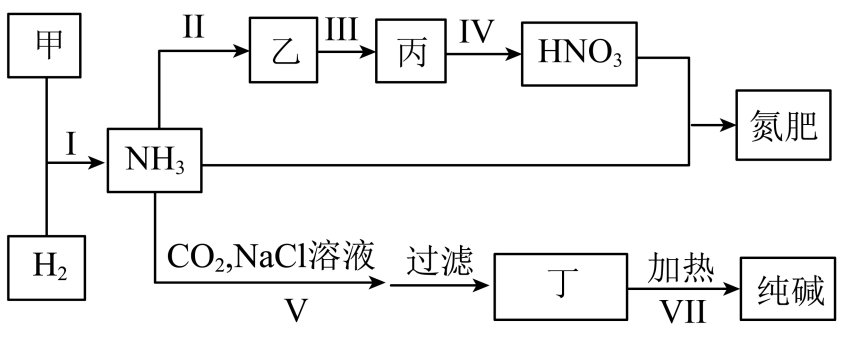 甲
II
乙
III
丙
IV
HNO₃
氮肥
I
NH₃
H₂
CO₂,NaCl溶液
V
过滤
丁
加热
VII
纯碱